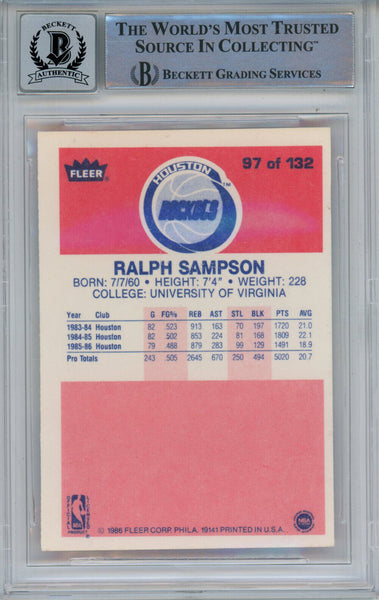 BECKETT
AUTHENTIC
THE WORLD'S MOST TRUSTED
SOURCE IN COLLECTING™
BECKETT GRADING SERVICES
FLEER
HOUSTON
ROCKETS
TM
97 of 132
RALPH SAMPSON
BORN: 7/7/60 • HEIGHT: 7'4" • WEIGHT: 228
COLLEGE: UNIVERSITY OF VIRGINIA
Year Club G FG% REB AST STL BLK PTS AVG
1983-84 Houston 82 .523 913 163 70 197 1720 21.0
1984-85 Houston 82 .502 853 224 81 168 1809 22.1
1985-86 Houston 79 .488 879 283 99 129 1491 18.9
Pro Totals 243 .505 2645 670 250 494 5020 20.7
NBA
© 1986 FLEER CORP. PHILA. 19141 PRINTED IN U.S.A.
NBA